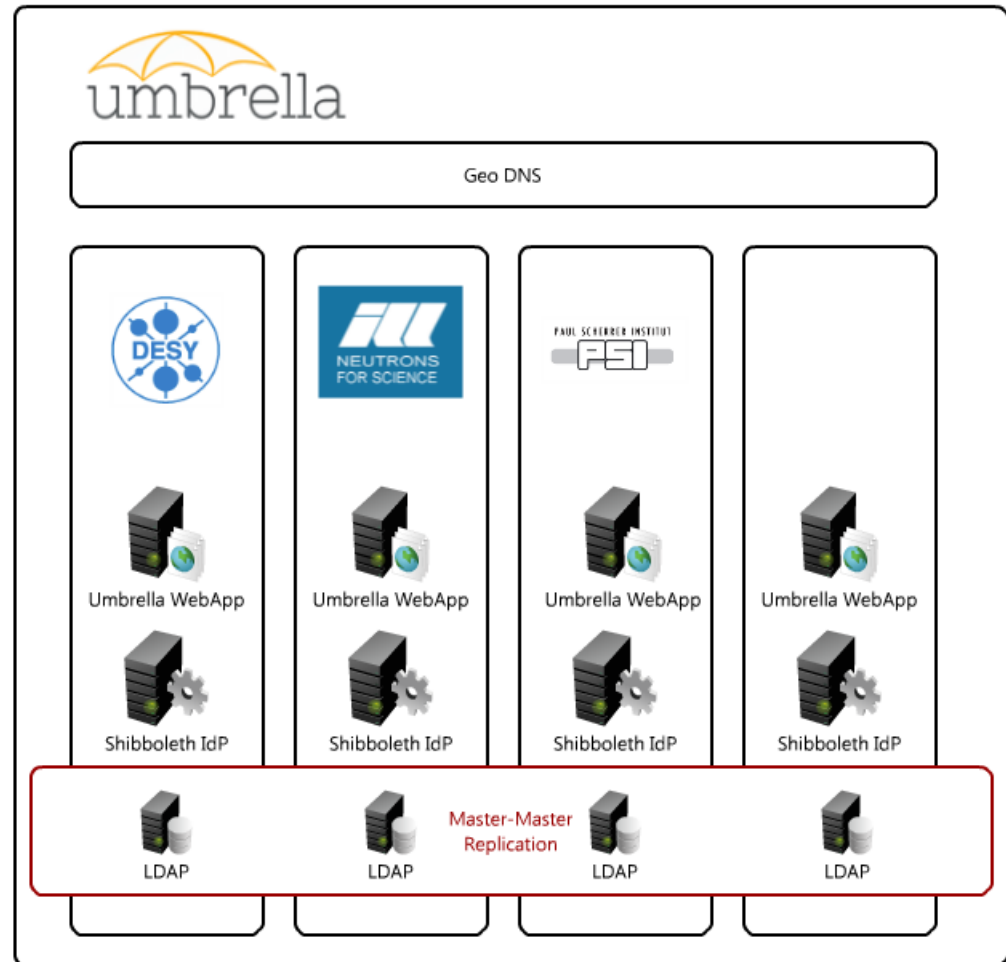 umbrella
Geo DNS
DESY
ill
NEUTRONS
FOR SCIENCE
PAUL SCHERRER INSTITUT
PSI
Umbrella WebApp
Umbrella WebApp
Umbrella WebApp
Umbrella WebApp
Shibboleth IdP
Shibboleth IdP
Shibboleth IdP
Shibboleth IdP
Master-Master
Replication
LDAP
LDAP
LDAP
LDAP